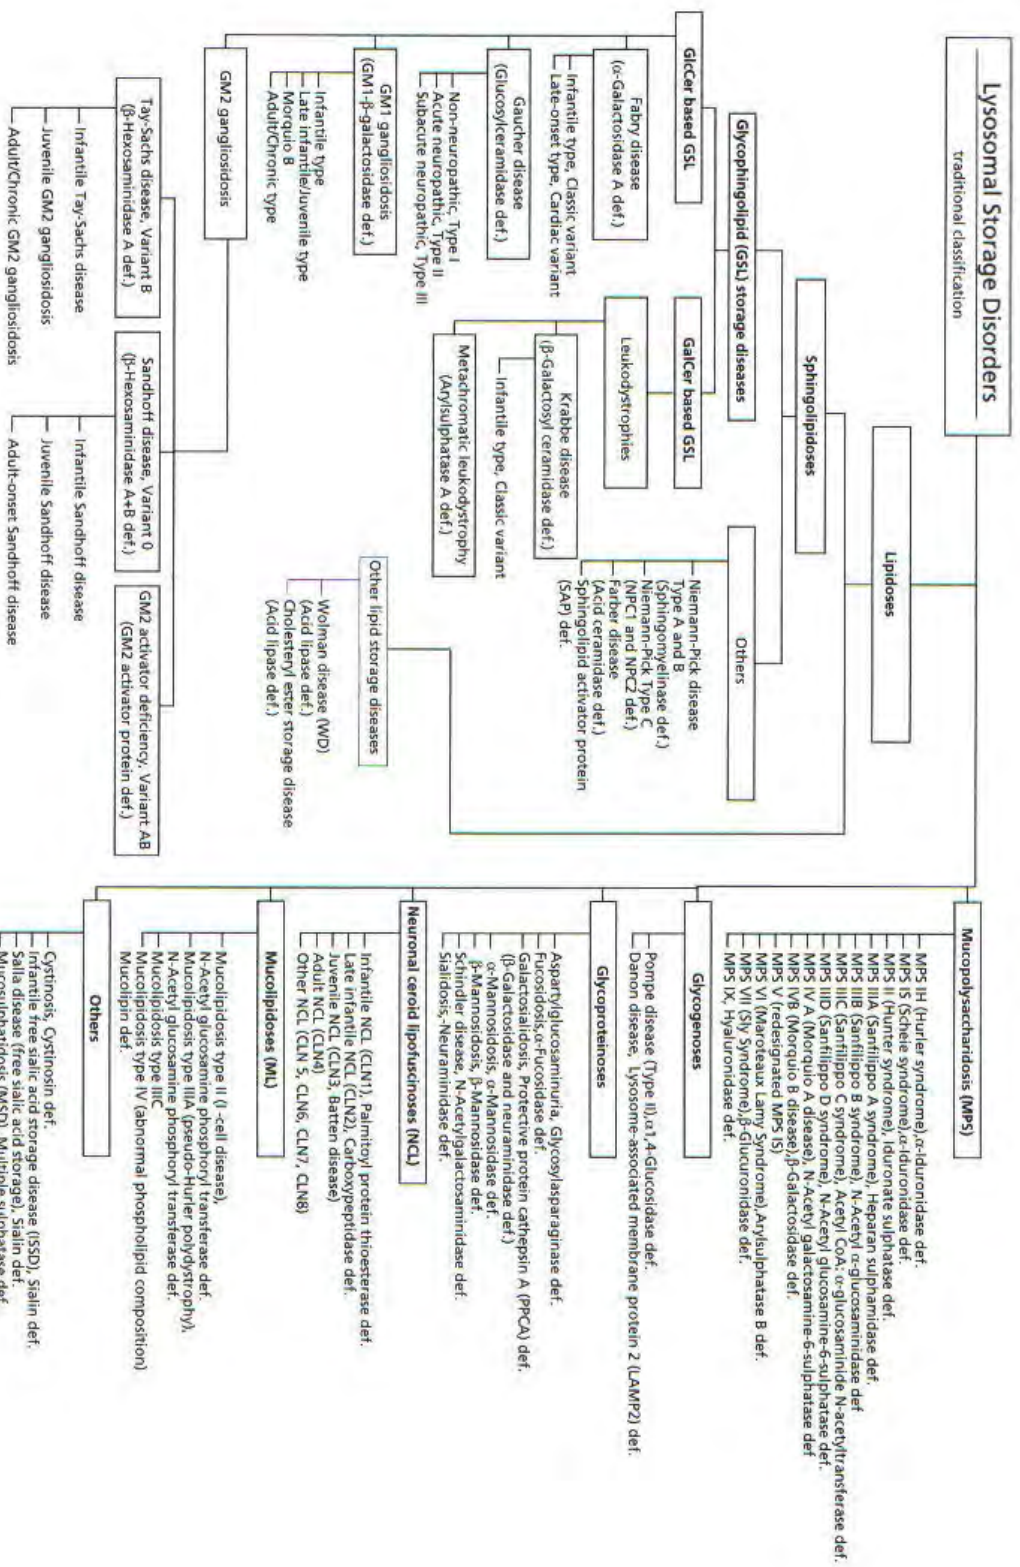 Lysosomal Storage Disorders
traditional classification
Lipidoses
Sphingolipidoses
Glycophingolipid (GSL) storage diseases
Others
GlcCer based GSL
GalCer based GSL
Fabry disease
(α-Galactosidase A def.)
Infantile type, Classic variant
Late-onset type, Cardiac variant
Gaucher disease
(Glucosylceramidase def.)
Non-neuropathic, Type I
Acute neuropathic, Type II
Subacute neuropathic, Type III
GM1 gangliosidosis
(GM1-β-galactosidase def.)
Infantile type
Late infantile/Juvenile type
Morquio B
Adult/Chronic type
GM2 gangliosidosis
Leukodystrophies
Krabbe disease
(β-Galactosyl ceramidase def.)
Infantile type, Classic variant
Metachromatic leukodystrophy
(Arylsulphatase A def.)
Niemann-Pick disease
Type A and B
(Sphingomyelinase def.)
Niemann-Pick Type C
(NPC1 and NPC2 def.)
Farber disease
(Acid ceramidase def.)
Sphingolipid activator protein
(SAP) def.
Other lipid storage diseases
Wolman disease (WD)
(Acid lipase def.)
Cholesteryl ester storage disease
(Acid lipase def.)
Tay-Sachs disease, Variant B
(β-Hexosaminidase A def.)
Infantile Tay-Sachs disease
Juvenile GM2 gangliosidosis
Adult/Chronic GM2 gangliosidosis
Sandhoff disease, Variant 0
(β-Hexosaminidase A+B def.)
Infantile Sandhoff disease
Juvenile Sandhoff disease
Adult-onset Sandhoff disease
GM2 activator deficiency, Variant AB
(GM2 activator protein def.)
Mucopolysaccharidosis (MPS)
MPS IH (Hurler syndrome),α-Iduronidase def.
MPS IS (Scheie syndrome),α-Iduronidase def.
MPS II (Hunter syndrome), Iduronate sulphatase def.
MPS IIIA (Sanfilippo A syndrome), Heparan sulphamidase def.
MPS IIIB (Sanfilippo B syndrome), N-Acetyl α-glucosaminidase def
MPS IIIC (Sanfilippo C syndrome), Acetyl CoA: α-glucosaminide N-acetyltransferase def.
MPS IIID (Sanfilippo D syndrome), N-Acetyl glucosamine-6-sulphatase def.
MPS IV A (Morquio A disease), N-Acetyl galactosamine-6-sulphatase def
MPS IVB (Morquio B disease),β-Galactosidase def.
MPS V (redesignated MPS IS)
MPS VI (Maroteaux Lamy Syndrome),Arylsulphatase B def.
MPS VII (Sly Syndrome),β-Glucuronidase def.
MPS IX, Hyaluronidase def.
Glycogenoses
Pompe disease (Type II),α1,4-Glucosidase def.
Danon disease, Lysosome-associated membrane protein 2 (LAMP2) def.
Glycoproteinoses
Aspartylglucosaminuria, Glycosylasparaginase def.
Fucosidosis,α-Fucosidase def.
Galactosialidosis, Protective protein cathepsin A (PPCA) def.
(β-Galactosidase and neuraminidase def.)
α-Mannosidosis, α-Mannosidase def.
β-Mannosidosis, β-Mannosidase def.
Schindler disease, N-Acetylgalactosaminidase def.
Sialidosis,-Neuraminidase def.
Neuronal ceroid lipofuscinoses (NCL)
Infantile NCL (CLN1), Palmitoyl protein thioesterase def.
Late infantile NCL (CLN2), Carboxypeptidase def.
Juvenile NCL (CLN3, Batten disease)
Adult NCL (CLN4)
Other NCL (CLN 5, CLN6, CLN7, CLN8)
Mucolipidoses (ML)
Mucolipidosis type II (I -cell disease),
N-Acetyl glucosamine phosphoryl transferase def.
Mucolipidosis type IIIA (pseudo-Hurler polydystrophy),
N-Acetyl glucosamine phosphoryl transferase def.
Mucolipidosis type IIIC
Mucolipidosis type IV (abnormal phospholipid composition)
Mucolipin def.
Others
Cystinosis, Cystinosin def.
Infantile free sialic acid storage disease (ISSD), Sialin def.
Salla disease (free sialic acid storage), Sialin def.
Mucosulphatidosis (MSD), Multiple sulphatase def.